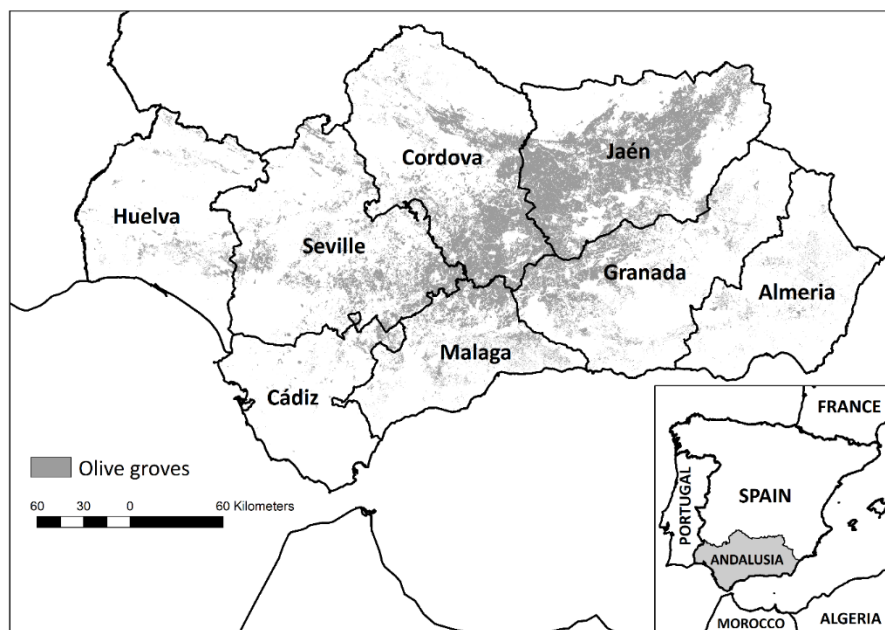 Jaén
Cordova
Huelva
Seville
Granada
Almeria
Malaga
Cádiz
Olive groves
60 30 0 60 Kilometers
FRANCE
PORTUGAL
SPAIN
ANDALUSIA
MOROCCO
ALGERIA